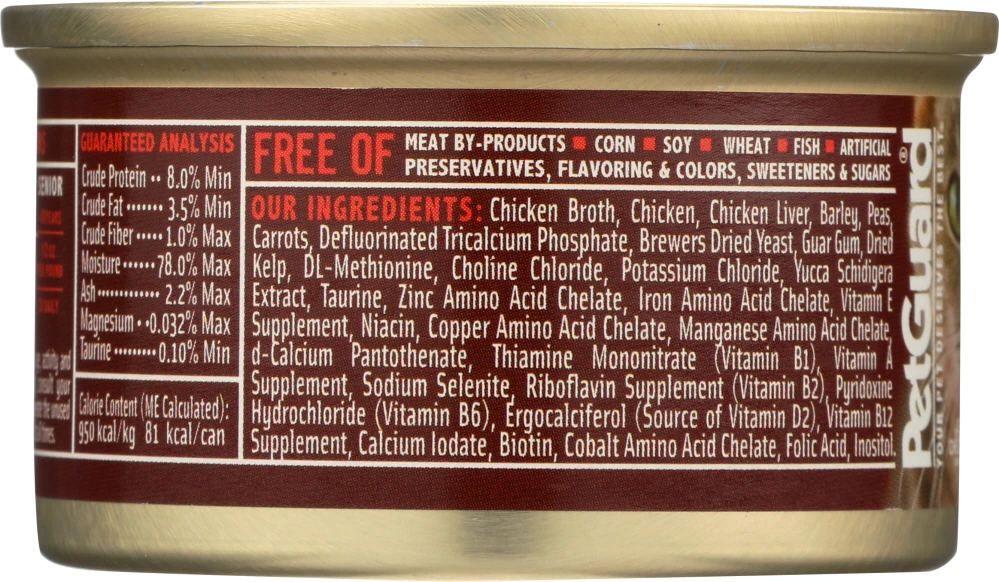 SENIOR
GUARANTEED ANALYSIS
Crude Protein •• 8.0% Min
Crude Fat ••••••• 3.5% Min
Crude Fiber ••••• 1.0% Max
Moisture ••••••78.0% Max
Ash•••••••••••• 2.2% Max
Magnesium ••0.032% Max
Taurine •••••••••0.10% Min
Calorie Content (ME Calculated):
950 kcal/kg 81 kcal/can
FREE OF MEAT BY-PRODUCTS ■ CORN ■ SOY ■ WHEAT ■ FISH ■ ARTIFICIAL
PRESERVATIVES, FLAVORING & COLORS, SWEETENERS & SUGARS
OUR INGREDIENTS: Chicken Broth, Chicken, Chicken Liver, Barley, Peas,
Carrots, Defluorinated Tricalcium Phosphate, Brewers Dried Yeast, Guar Gum, Dried
Kelp, DL-Methionine, Choline Chloride, Potassium Chloride, Yucca Schidigera
Extract, Taurine, Zinc Amino Acid Chelate, Iron Amino Acid Chelate, Vitamin E
Supplement, Niacin, Copper Amino Acid Chelate, Manganese Amino Acid Chelate,
d-Calcium Pantothenate, Thiamine Mononitrate (Vitamin B1), Vitamin A
Supplement, Sodium Selenite, Riboflavin Supplement (Vitamin B2), Pyridoxine
Hydrochloride (Vitamin B6), Ergocalciferol (Source of Vitamin D2), Vitamin B12
Supplement, Calcium Iodate, Biotin, Cobalt Amino Acid Chelate, Folic Acid, Inositol.
PetGuard®
YOUR PET DESERVES THE BEST.